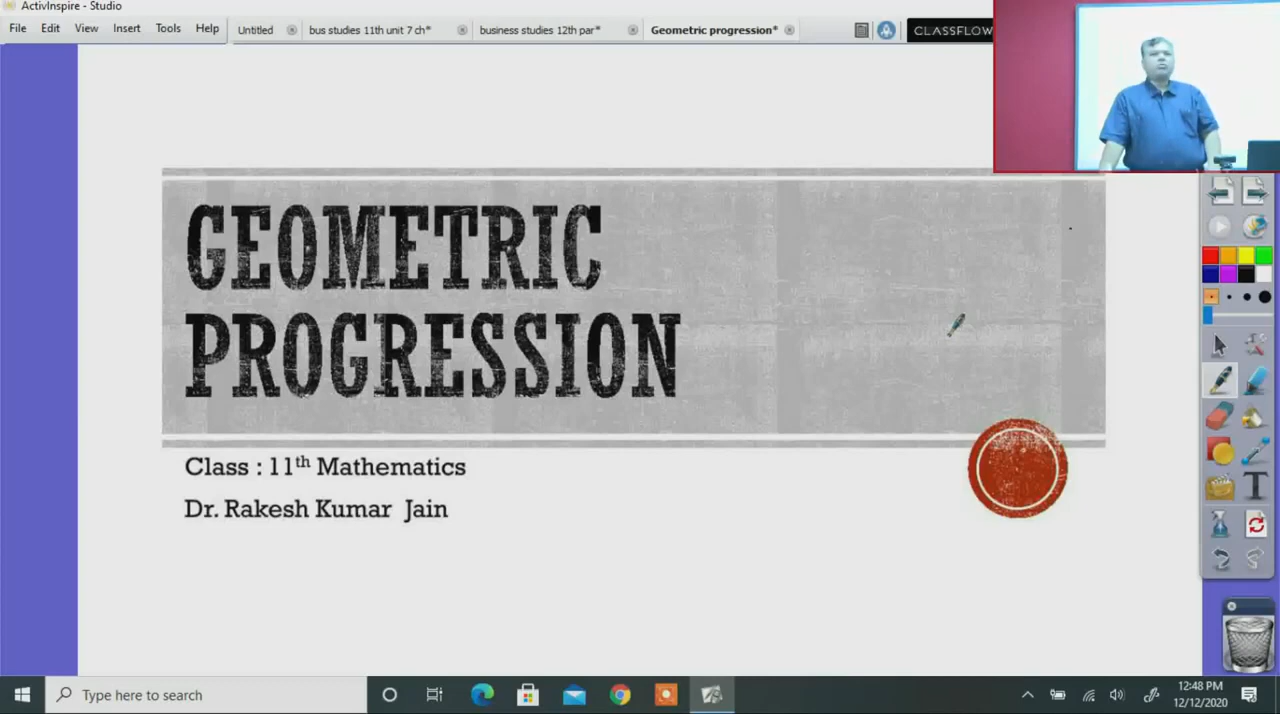 ActivInspire - Studio
File Edit View Insert Tools Help
Untitled
bus studies 11th unit 7 ch*
business studies 12th par*
Geometric progression*
CLASSFLOW
GEOMETRIC
PROGRESSION
Class : 11th Mathematics
Dr. Rakesh Kumar Jain
T
Type here to search
12:48 PM
12/12/2020